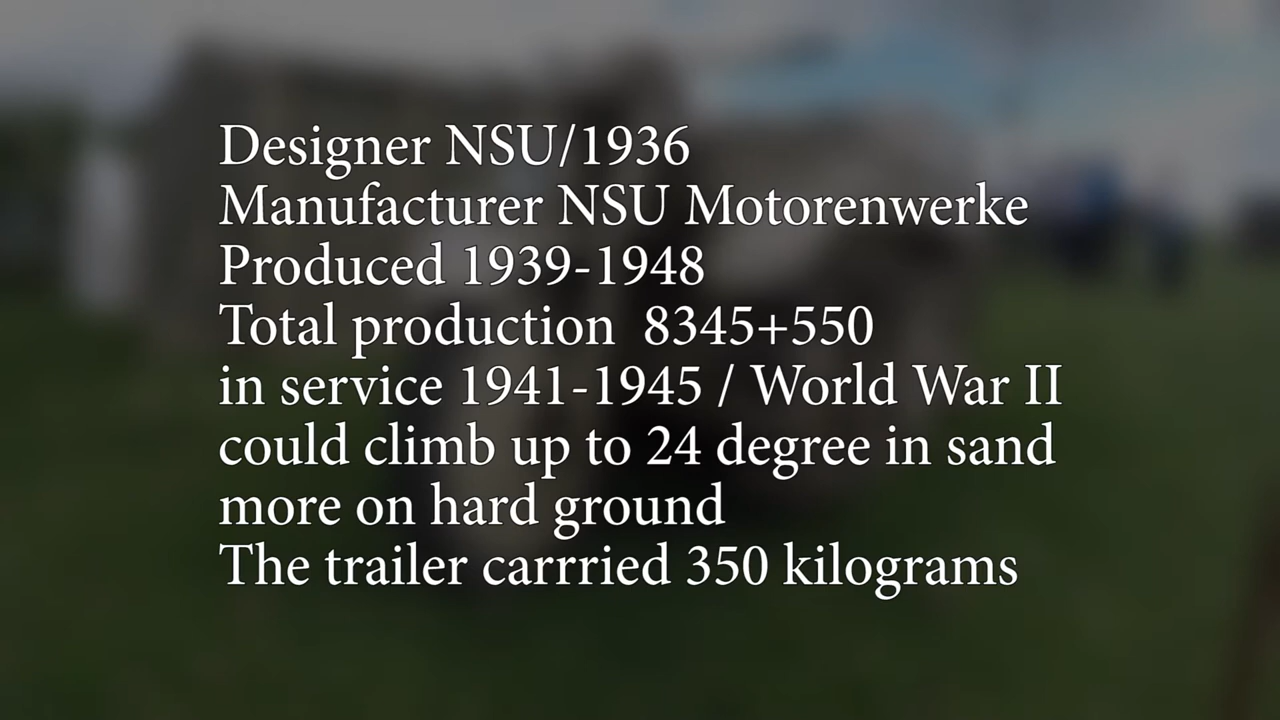 Designer NSU/1936
Manufacturer NSU Motorenwerke
Produced 1939-1948
Total production 8345+550
in service 1941-1945 / World War II
could climb up to 24 degree in sand
more on hard ground
The trailer carrried 350 kilograms